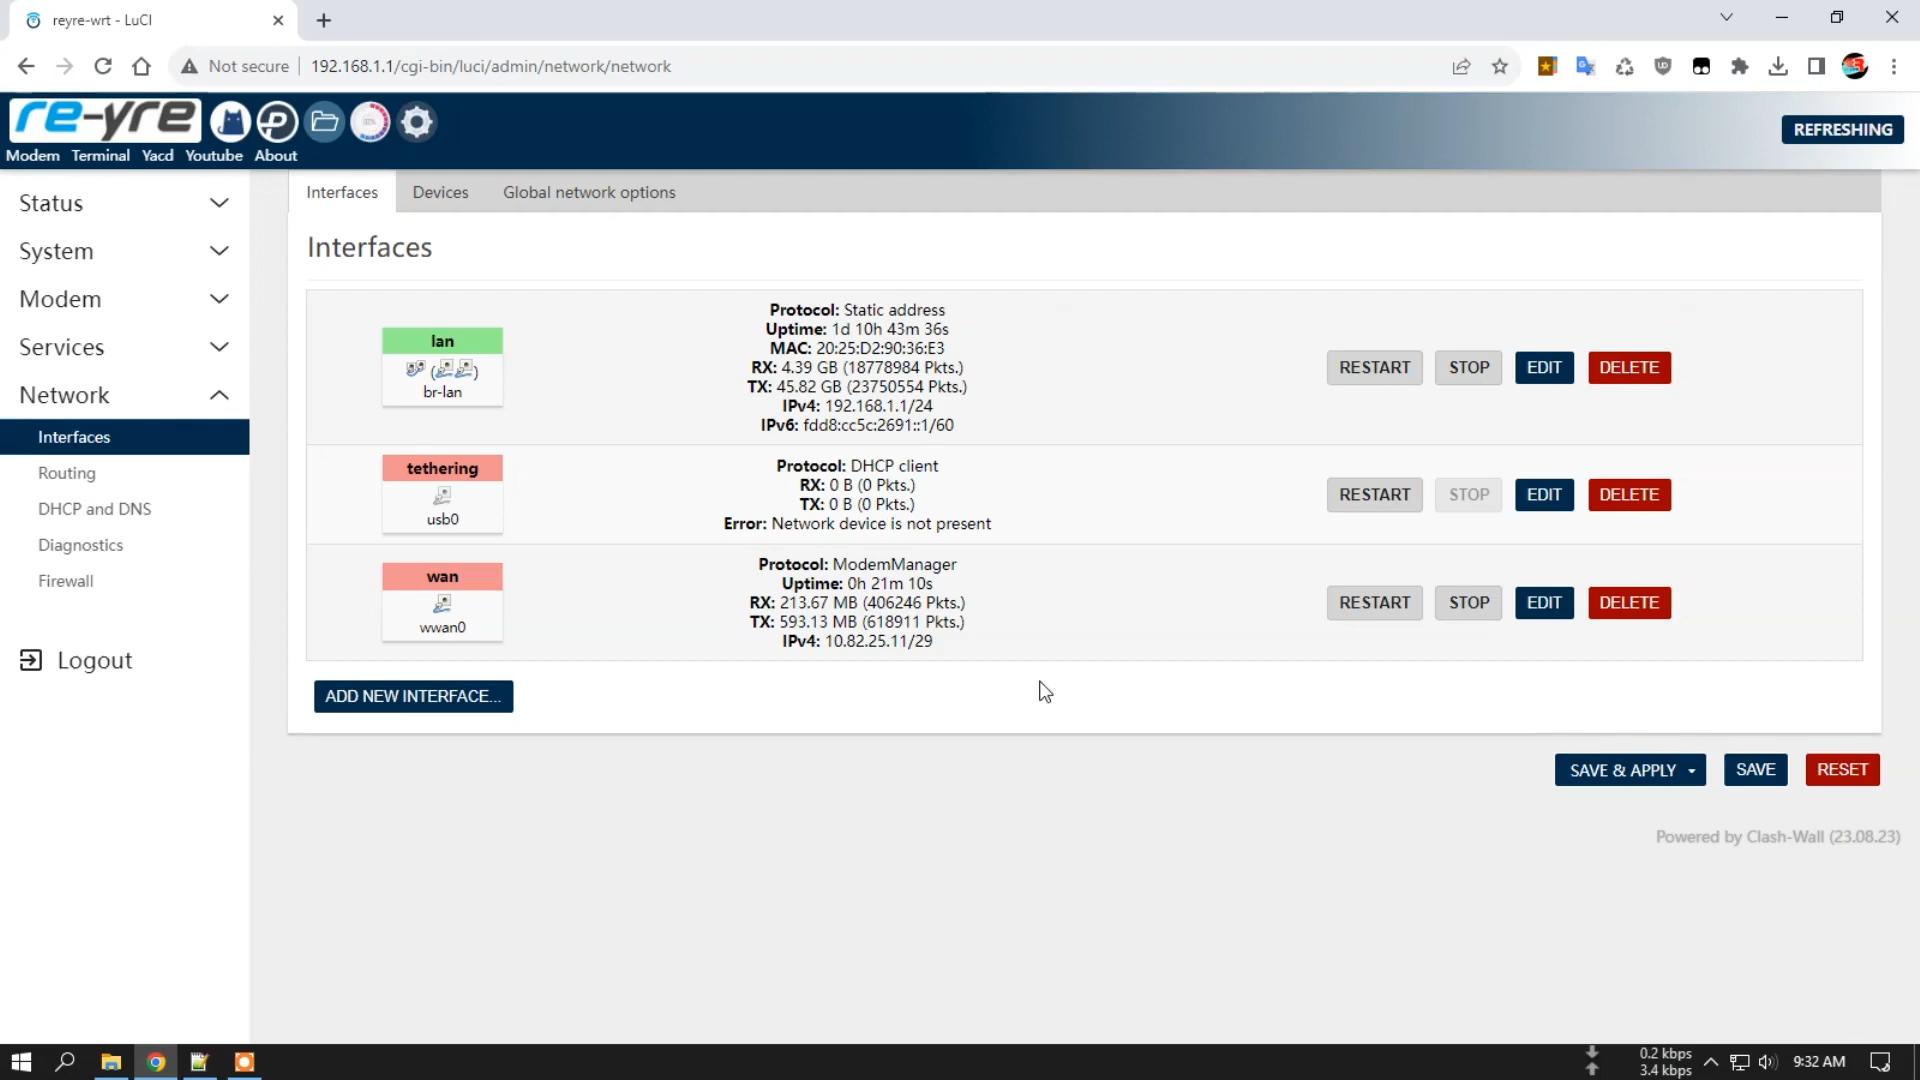 reyre-wrt - LuCI
Not secure
192.168.1.1/cgi-bin/luci/admin/network/network
re-yre
REFRESHING
Modem Terminal Yacd Youtube About
Status
System
Modem
Services
Network
Interfaces
Routing
DHCP and DNS
Diagnostics
Firewall
Logout
Interfaces Devices Global network options
Interfaces
lan
br-lan
Protocol: Static address
Uptime: 1d 10h 43m 36s
MAC: 20:25:D2:90:36:E3
RX: 4.39 GB (18778984 Pkts.)
TX: 45.82 GB (23750554 Pkts.)
IPv4: 192.168.1.1/24
IPv6: fdd8:cc5c:2691::1/60
RESTART STOP EDIT DELETE
tethering
usb0
Protocol: DHCP client
RX: 0 B (0 Pkts.)
TX: 0 B (0 Pkts.)
Error: Network device is not present
RESTART STOP EDIT DELETE
wan
wwan0
Protocol: ModemManager
Uptime: 0h 21m 10s
RX: 213.67 MB (406246 Pkts.)
TX: 593.13 MB (618911 Pkts.)
IPv4: 10.82.25.11/29
RESTART STOP EDIT DELETE
ADD NEW INTERFACE...
SAVE & APPLY SAVE RESET
Powered by Clash-Wall (23.08.23)
0.2 kbps
3.4 kbps
9:32 AM